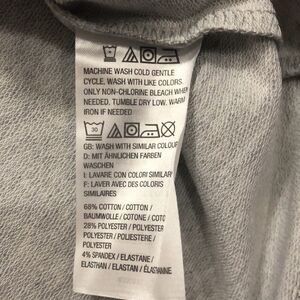 MACHINE WASH COLD GENTLE
CYCLE. WASH WITH LIKE COLORS.
ONLY NON-CHLORINE BLEACH WHEN
NEEDED. TUMBLE DRY LOW. WARM
IRON IF NEEDED
30
GB: WASH WITH SIMILAR COLOUR
D: MIT ÄHNLICHEN FARBEN
WASCHEN
I: LAVARE CON COLORI SIMILARI
F: LAVER AVEC DES COLORIS
SIMILAIRES
68% COTTON / COTTON /
BAUMWOLLE / COTONE / COTO
28% POLYESTER / POLYESTER /
POLYESTER / POLIESTERE /
POLYESTER
4% SPANDEX / ELASTANE /
ELASTHAN / ELASTAN / ÉLASTHANNE